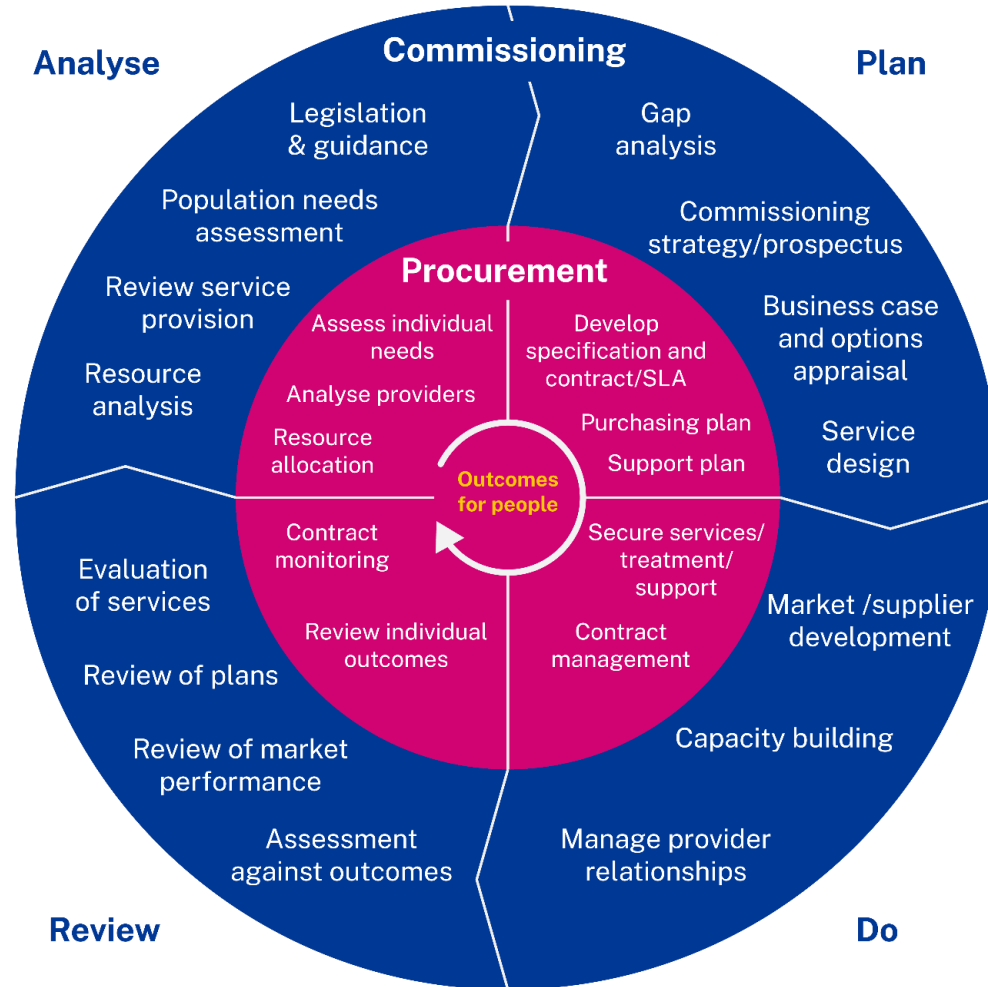 Analyse
Commissioning
Plan
Legislation
& guidance
Population needs
assessment
Review service
provision
Resource
analysis
Gap
analysis
Commissioning
strategy/prospectus
Business case
and options
appraisal
Service
design
Procurement
Assess individual
needs
Analyse providers
Resource
allocation
Develop
specification and
contract/SLA
Purchasing plan
Support plan
Outcomes
for people
Contract
monitoring
Review individual
outcomes
Secure services/
treatment/
support
Contract
management
Evaluation
of services
Review of plans
Review of market
performance
Assessment
against outcomes
Market /supplier
development
Capacity building
Manage provider
relationships
Review
Do